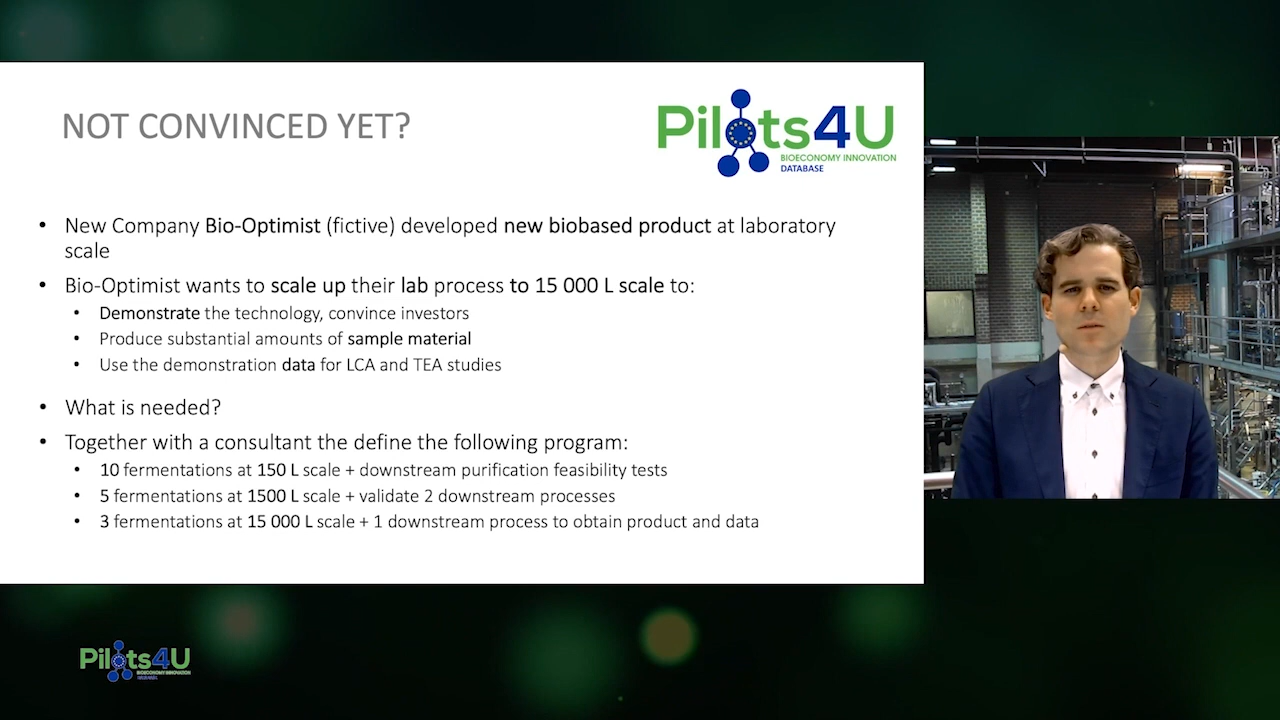 NOT CONVINCED YET?
Pilots4U
BIOECONOMY INNOVATION
DATABASE
• New Company Bio-Optimist (fictive) developed new biobased product at laboratory
scale
• Bio-Optimist wants to scale up their lab process to 15 000 L scale to:
• Demonstrate the technology, convince investors
• Produce substantial amounts of sample material
• Use the demonstration data for LCA and TEA studies
• What is needed?
• Together with a consultant the define the following program:
• 10 fermentations at 150 L scale + downstream purification feasibility tests
• 5 fermentations at 1500 L scale + validate 2 downstream processes
• 3 fermentations at 15 000 L scale + 1 downstream process to obtain product and data
Pilots4U
BIOECONOMY INNOVATION
DATABASE